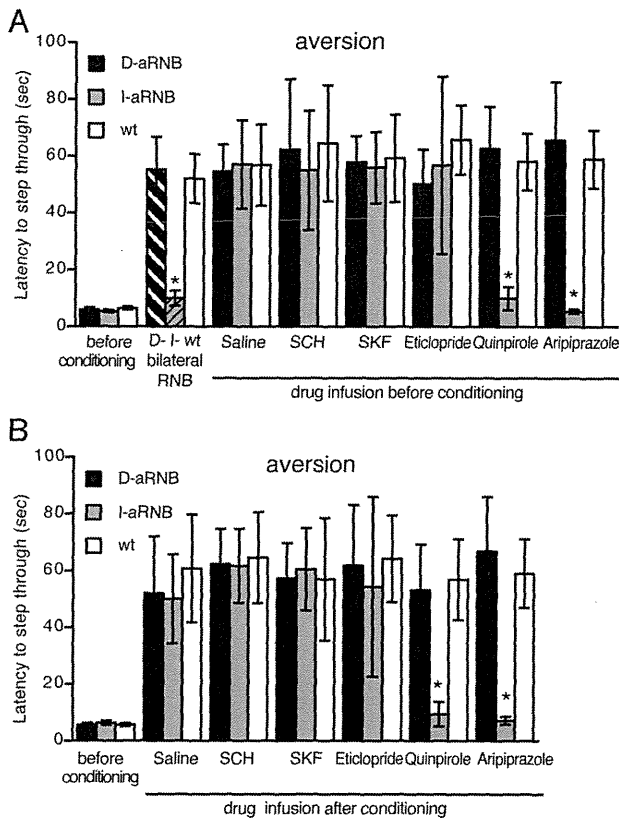 A
aversion
D-aRNB
I-aRNB
wt
Latency to step through (sec)
100
80
60
40
20
0
*
*
*
before conditioning
D- I- wt
bilateral
RNB
Saline
SCH
SKF
Eticlopride
Quinpirole
Aripiprazole
drug infusion before conditioning
B
aversion
D-aRNB
I-aRNB
wt
Latency to step through (sec)
100
80
60
40
20
0
*
*
before
conditioning
Saline
SCH
SKF
Eticlopride
Quinpirole
Aripiprazole
drug infusion after conditioning